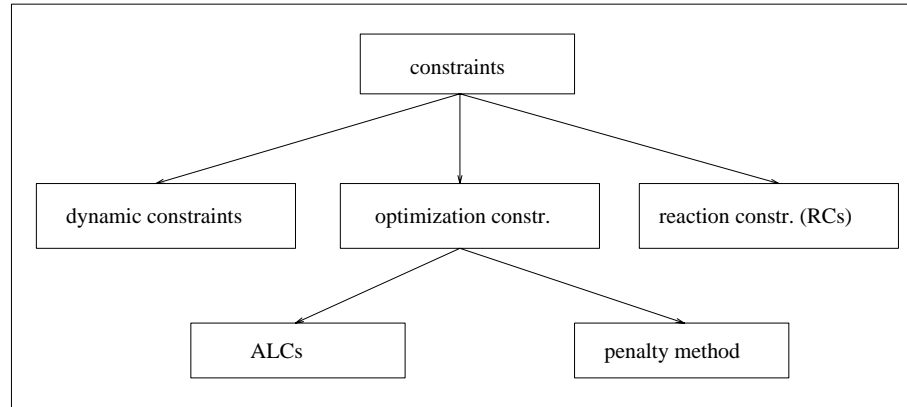 constraints
dynamic constraints
optimization constr.
reaction constr. (RCs)
ALCs
penalty method